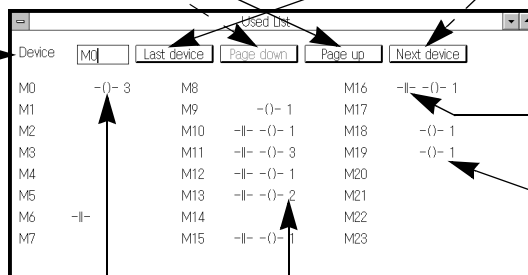 Used List
Device M0 Last device Page down Page up Next device
M0 -()- 3 M8 M16 -||- -()- 1
M1 M9 -()- 1 M17
M2 M10 -||- -()- 1 M18 -()- 1
M3 M11 -||- -()- 3 M19 -()- 1
M4 M12 -||- -()- 1 M20
M5 M13 -||- -()- 2 M21
M6 -||- M14 M22
M7 M15 -||- -()- 1 M23